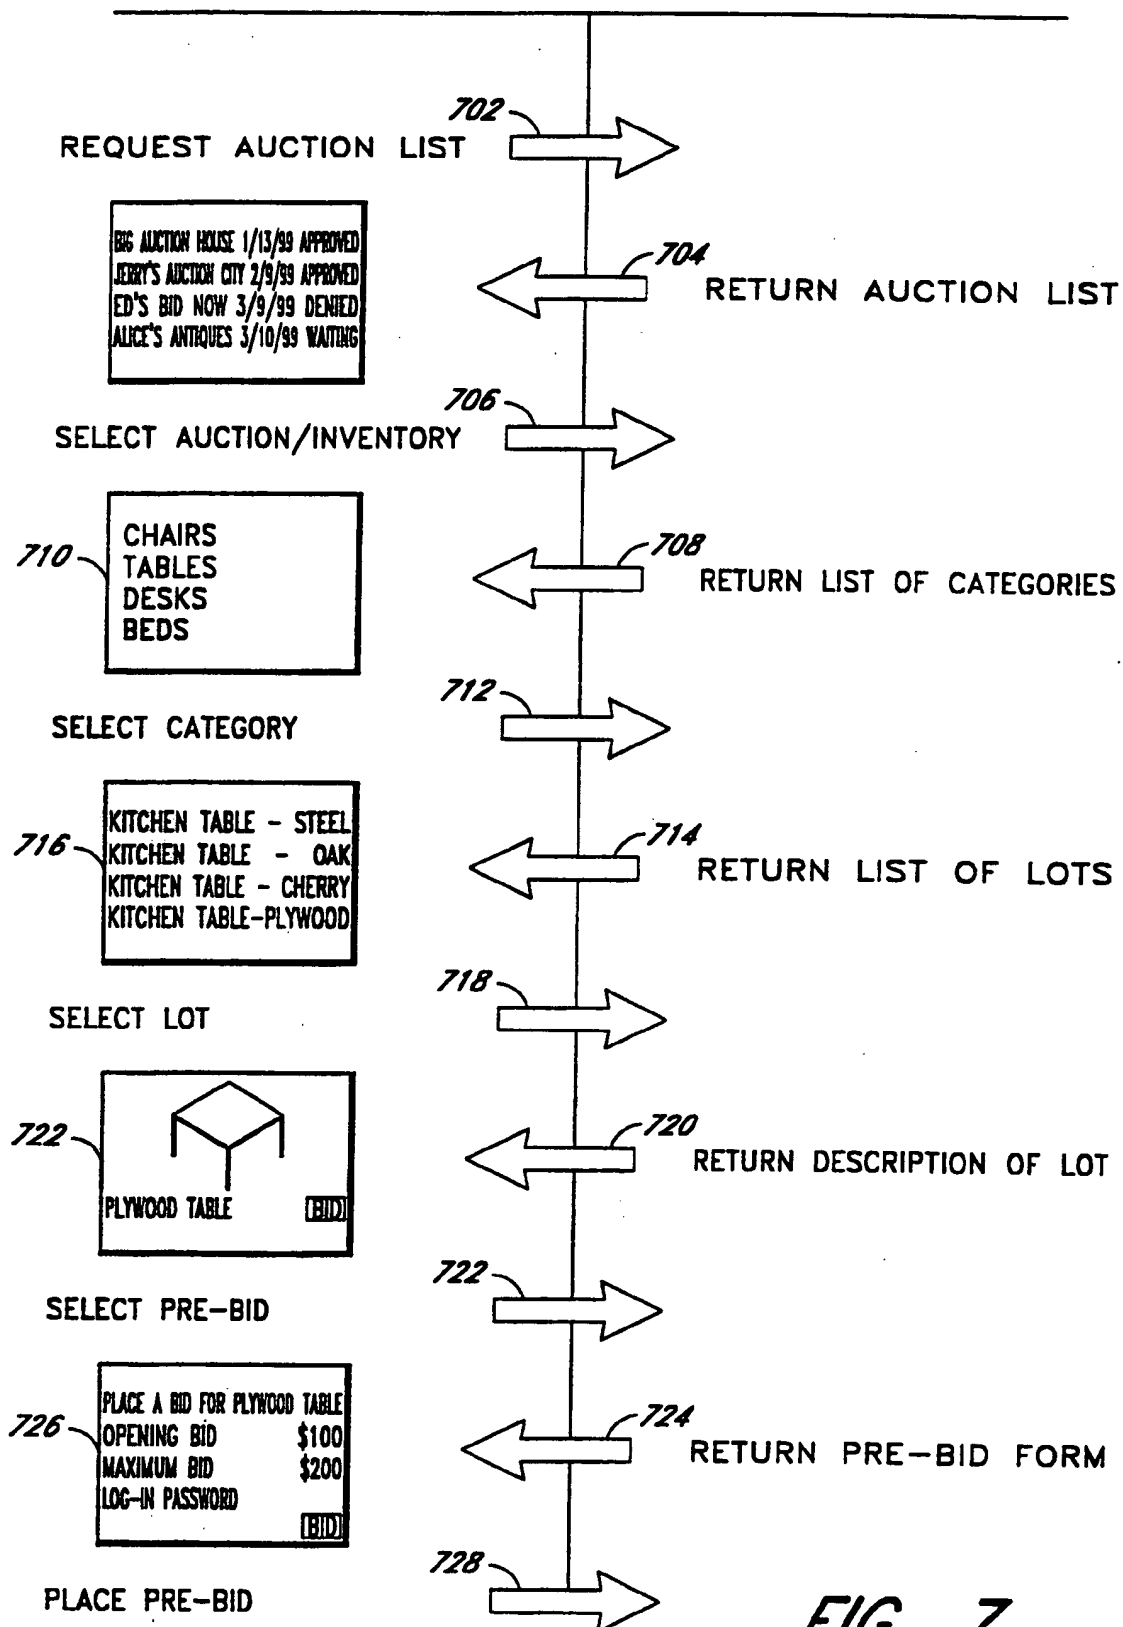 702
REQUEST AUCTION LIST
BIG AUCTION HOUSE 1/13/99 APPROVED
JERRY'S AUCTION CITY 2/9/99 APPROVED
ED'S BID NOW 3/9/99 DENIED
ALICE'S ANTIQUES 3/10/99 WAITING
704
RETURN AUCTION LIST
706
SELECT AUCTION/INVENTORY
710
CHAIRS
TABLES
DESKS
BEDS
708
RETURN LIST OF CATEGORIES
712
SELECT CATEGORY
716
KITCHEN TABLE - STEEL
KITCHEN TABLE - OAK
KITCHEN TABLE - CHERRY
KITCHEN TABLE-PLYWOOD
714
RETURN LIST OF LOTS
718
SELECT LOT
722
PLYWOOD TABLE BID
720
RETURN DESCRIPTION OF LOT
722
SELECT PRE-BID
726
PLACE A BID FOR PLYWOOD TABLE
OPENING BID $100
MAXIMUM BID $200
LOG-IN PASSWORD
BID
724
RETURN PRE-BID FORM
728
PLACE PRE-BID
FIG. 7